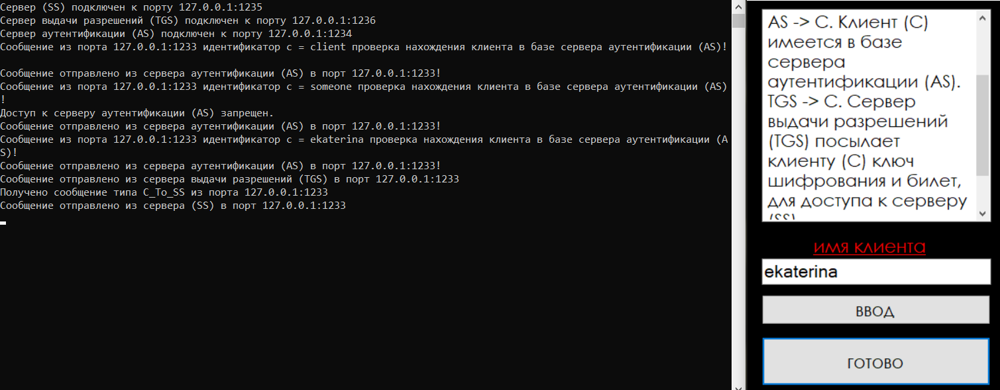 Сервер (SS) подключен к порту 127.0.0.1:1235
Сервер выдачи разрешений (TGS) подключен к порту 127.0.0.1:1236
Сервер аутентификации (AS) подключен к порту 127.0.0.1:1234
Сообщение из порта 127.0.0.1:1233 идентификатор c = client проверка нахождения клиента в базе сервера аутентификации (AS)!
Сообщение отправлено из сервера аутентификации (AS) в порт 127.0.0.1:1233!
Сообщение из порта 127.0.0.1:1233 идентификатор c = someone проверка нахождения клиента в базе сервера аутентификации (AS)
!
Доступ к серверу аутентификации (AS) запрещен.
Сообщение отправлено из сервера аутентификации (AS) в порт 127.0.0.1:1233!
Сообщение из порта 127.0.0.1:1233 идентификатор c = ekaterina проверка нахождения клиента в базе сервера аутентификации (A
S)!
Сообщение отправлено из сервера аутентификации (AS) в порт 127.0.0.1:1233!
Сообщение отправлено из сервера выдачи разрешений (TGS) в порт 127.0.0.1:1233
Получено сообщение типа C_To_SS из порта 127.0.0.1:1233
Сообщение отправлено из сервера (SS) в порт 127.0.0.1:1233
AS -> C. Клиент (C)
имеется в базе
сервера
аутентификации (AS).
TGS -> C. Сервер
выдачи разрешений
(TGS) посылает
клиенту (C) ключ
шифрования и билет,
для доступа к серверу
(SS)
имя клиента
ekaterina
ВВОД
ГОТОВО